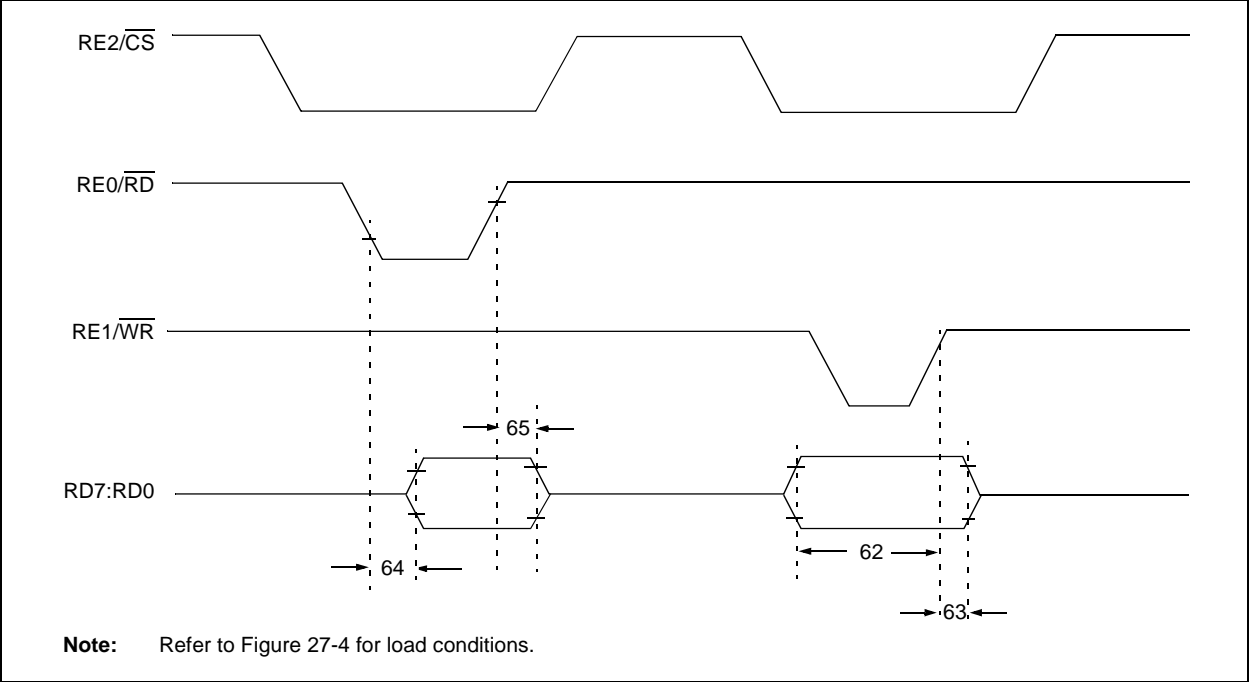 RE2/CS
RE0/RD
RE1/WR
65
RD7:RD0
62
64
63
Note: Refer to Figure 27-4 for load conditions.